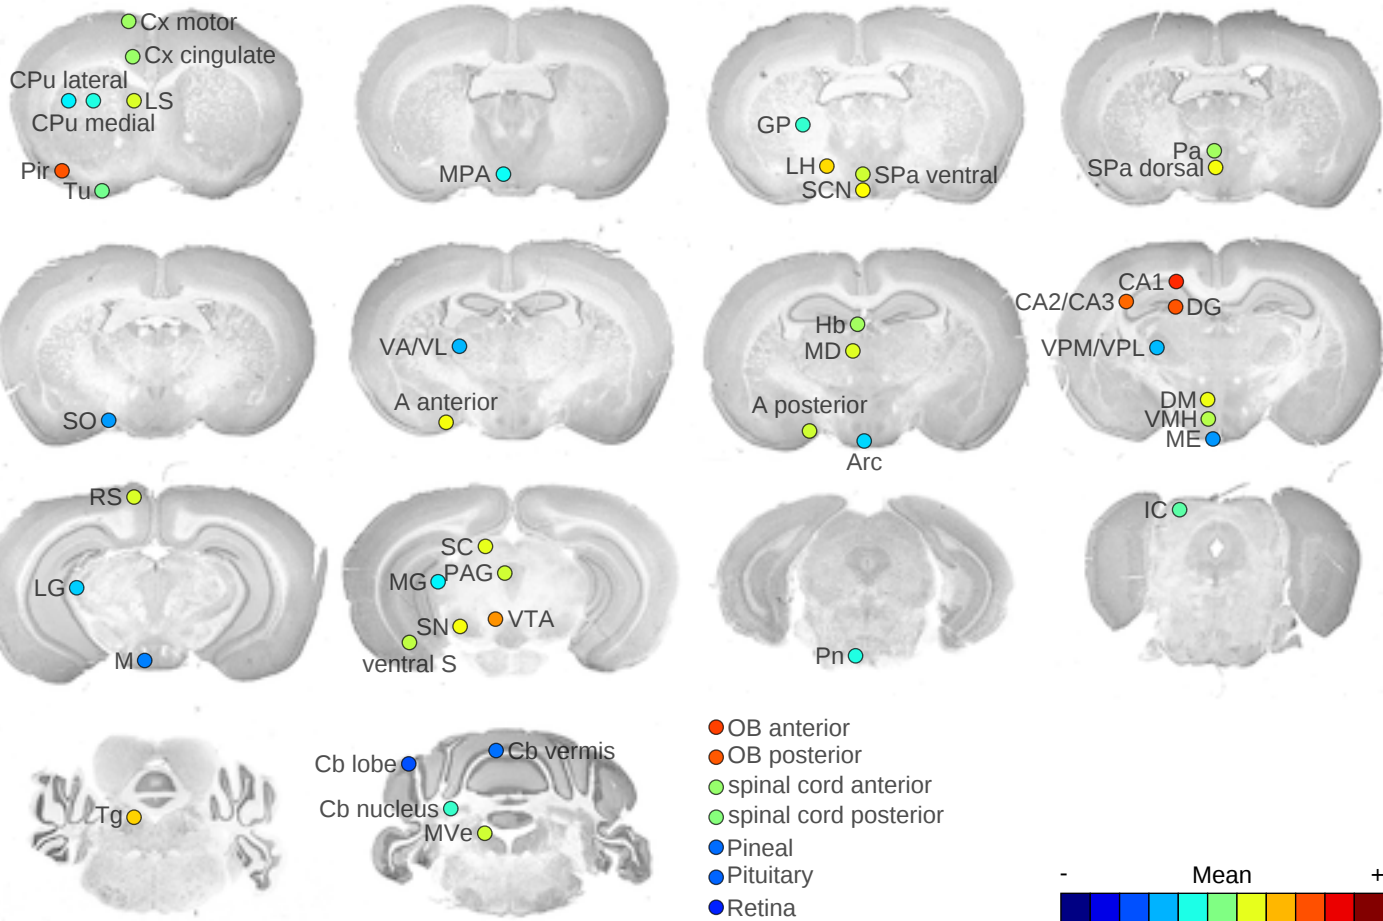 Cx motor
Cx cingulate
CPu lateral
LS
CPu medial
Pir
Tu
MPA
GP
LH
SPa ventral
SCN
Pa
SPa dorsal
SO
VA/VL
A anterior
Hb
MD
A posterior
Arc
CA1
CA2/CA3
DG
VPM/VPL
DM
VMH
ME
RS
LG
M
SC
MG
PAG
SN
VTA
ventral S
Pn
IC
Tg
Cb lobe
Cb vermis
Cb nucleus
MVe
OB anterior
OB posterior
spinal cord anterior
spinal cord posterior
Pineal
Pituitary
Retina
- Mean +